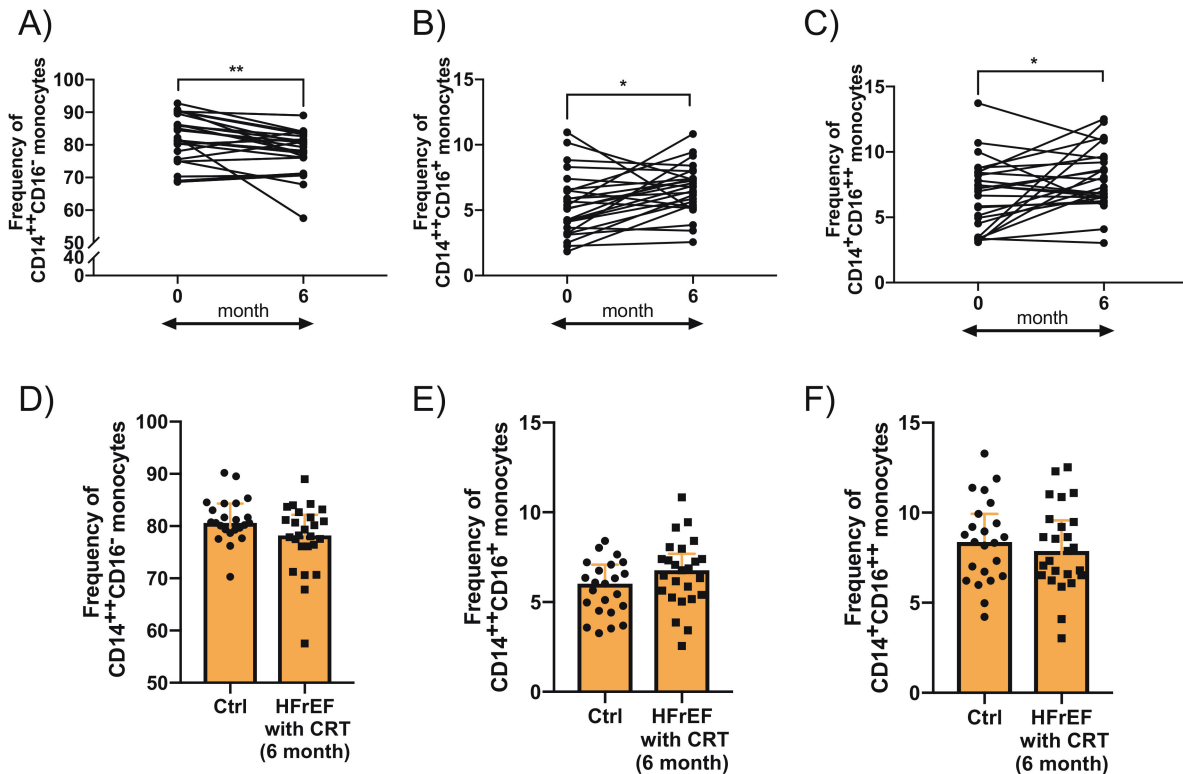 A)
Frequency of
CD14++CD16- monocytes
100
90
80
70
60
50
40
0
**
0 6
month
B)
Frequency of
CD14++CD16+ monocytes
15
10
5
0
*
0 6
month
C)
Frequency of
CD14+CD16++ monocytes
15
10
5
0
*
0 6
month
D)
Frequency of
CD14++CD16- monocytes
100
90
80
70
60
50
Ctrl HFrEF
with CRT
(6 month)
E)
Frequency of
CD14++CD16+ monocytes
15
10
5
0
Ctrl HFrEF
with CRT
(6 month)
F)
Frequency of
CD14+CD16++ monocytes
15
10
5
0
Ctrl HFrEF
with CRT
(6 month)